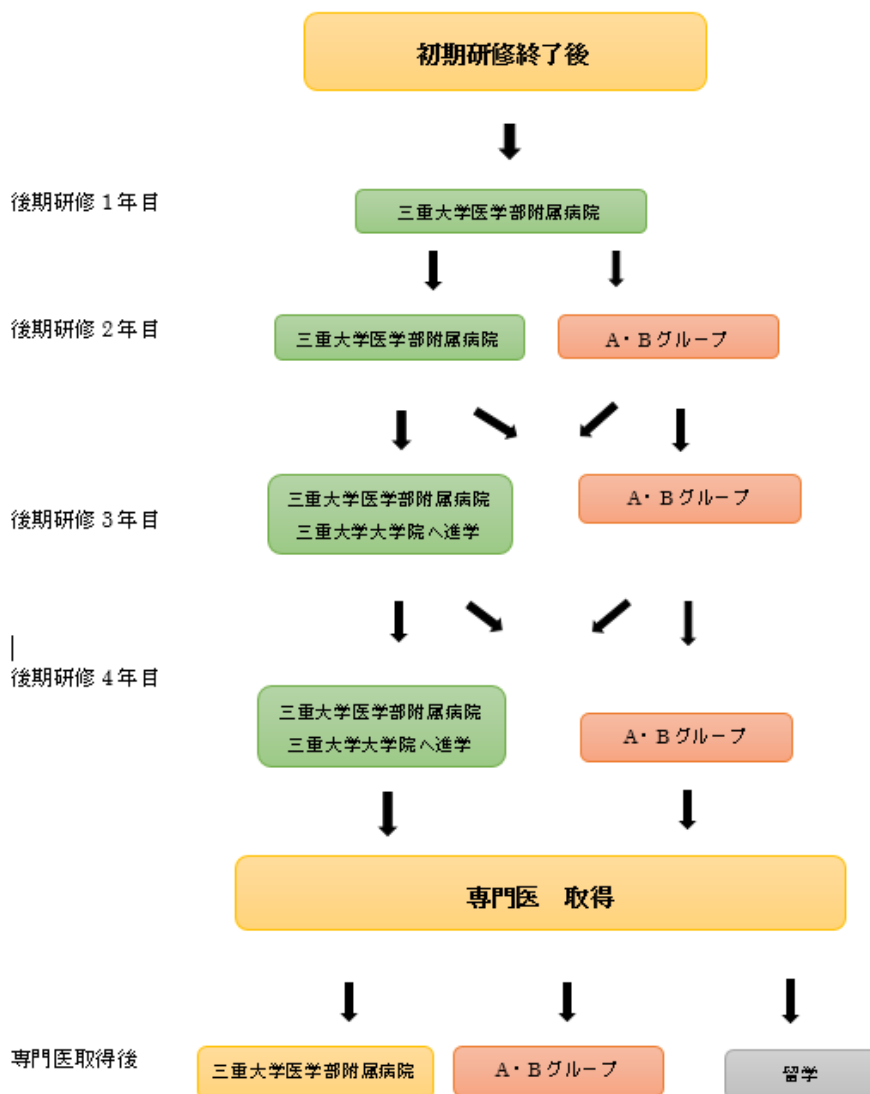 初期研修終了後
後期研修1年目
三重大学医学部附属病院
後期研修2年目
三重大学医学部附属病院
A・Bグループ
後期研修3年目
三重大学医学部附属病院
三重大学大学院へ進学
A・Bグループ
後期研修4年目
三重大学医学部附属病院
三重大学大学院へ進学
A・Bグループ
専門医 取得
専門医取得後
三重大学医学部附属病院
A・Bグループ
留学